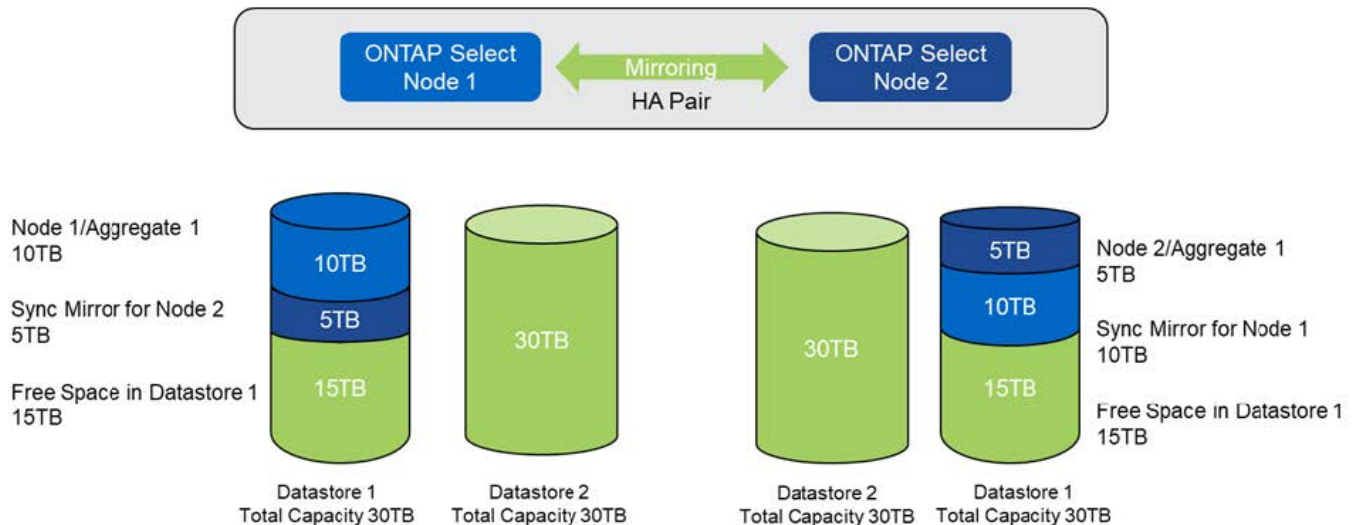 ONTAP Select
Node 1
Mirroring
HA Pair
ONTAP Select
Node 2
Node 1/Aggregate 1
10TB
Sync Mirror for Node 2
5TB
Free Space in Datastore 1
15TB
10TB
5TB
15TB
30TB
30TB
5TB
10TB
15TB
Node 2/Aggregate 1
5TB
Sync Mirror for Node 1
10TB
Free Space in Datastore 1
15TB
Datastore 1
Total Capacity 30TB
Datastore 2
Total Capacity 30TB
Datastore 2
Total Capacity 30TB
Datastore 1
Total Capacity 30TB